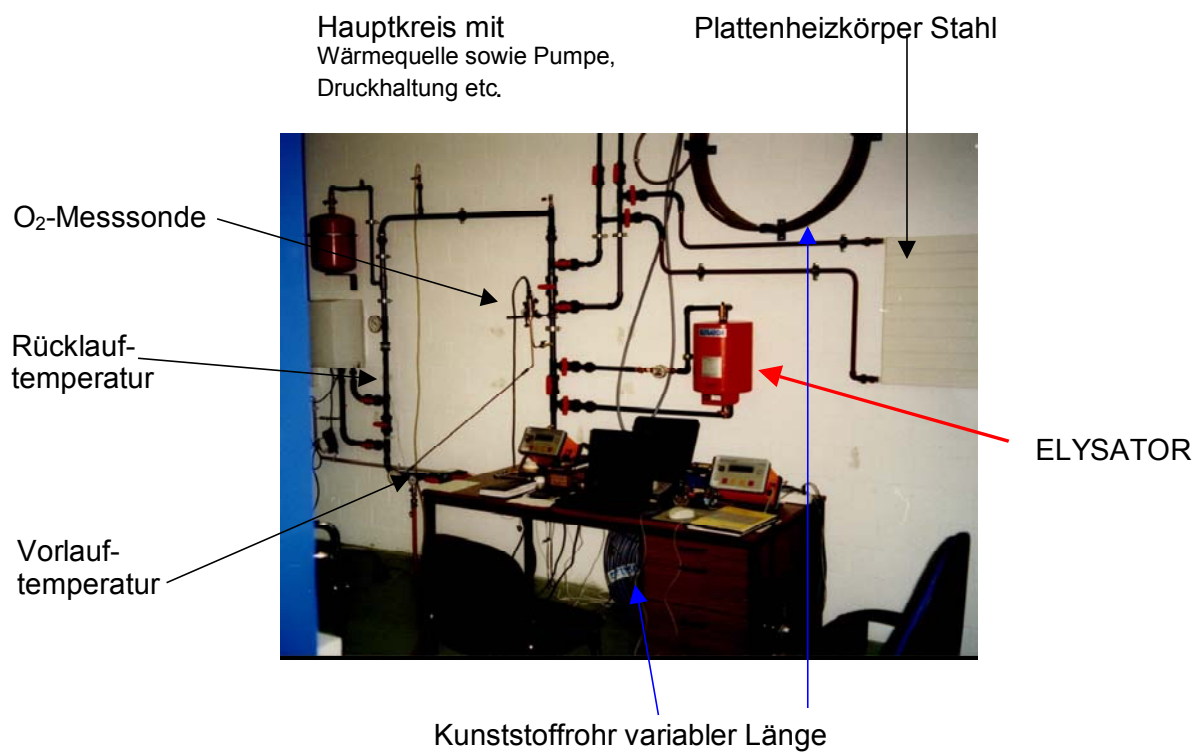 Hauptkreis mit
Wärmequelle sowie Pumpe,
Druckhaltung etc.
Plattenheizkörper Stahl
O₂-Messsonde
Rücklauf-
temperatur
ELYSATOR
Vorlauf-
temperatur
Kunststoffrohr variabler Länge